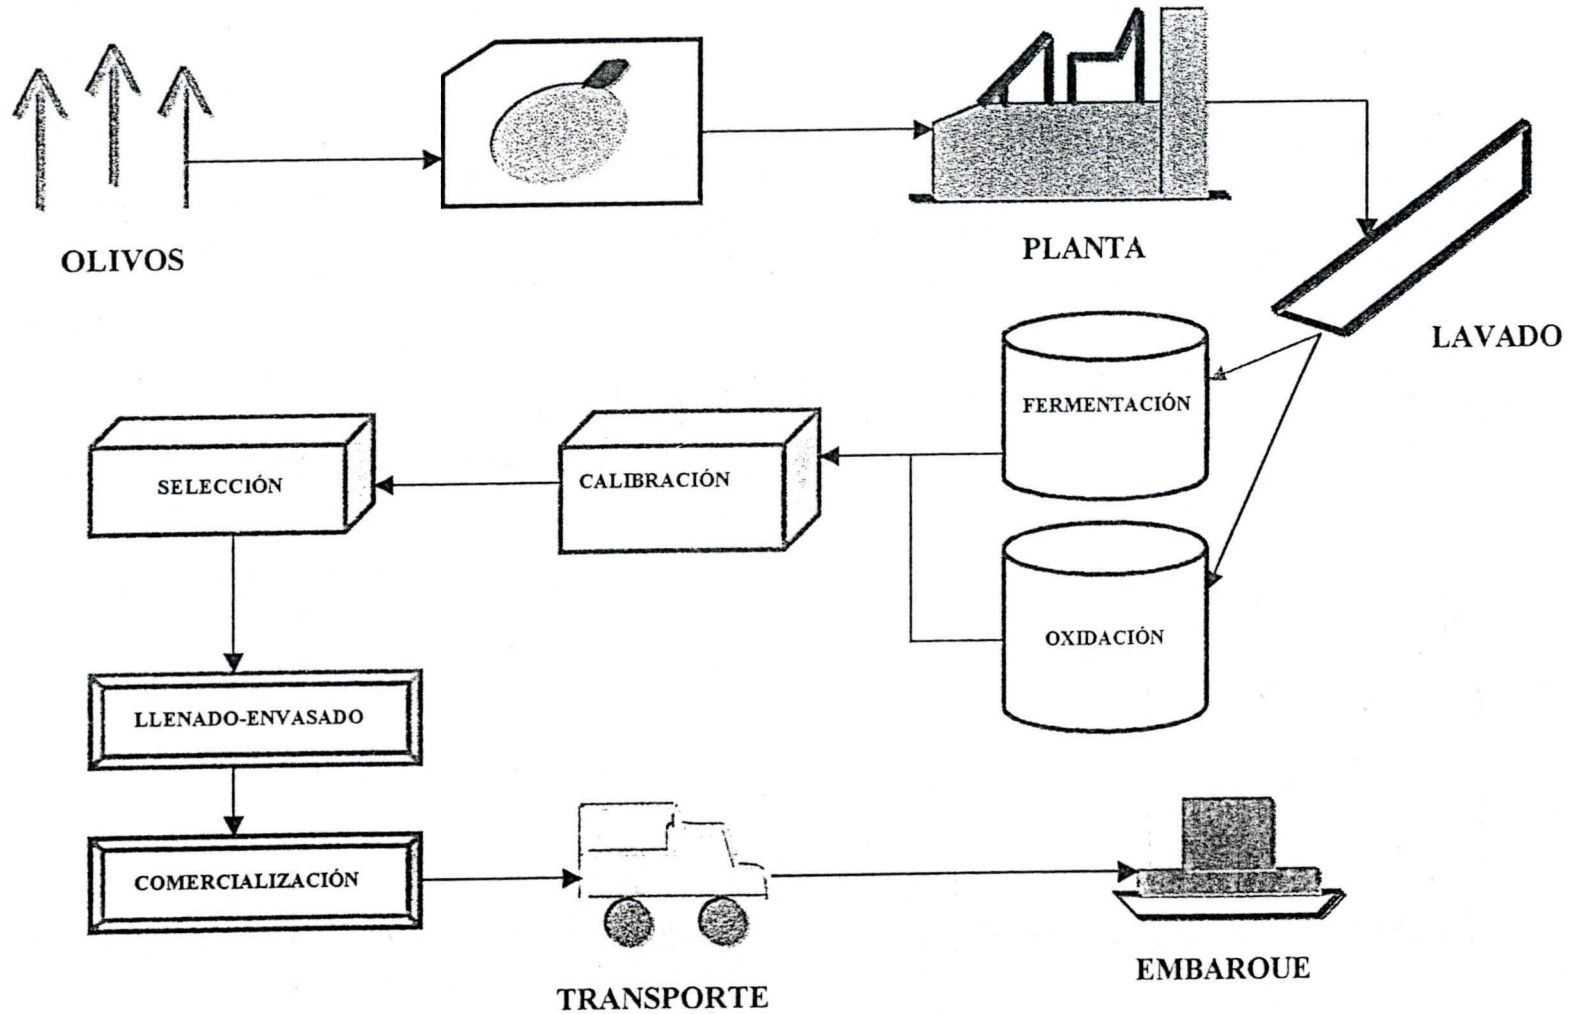 OLIVOS
PLANTA
LAVADO
FERMENTACIÓN
CALIBRACIÓN
SELECCIÓN
OXIDACIÓN
LLENADO-ENVASADO
COMERCIALIZACIÓN
TRANSPORTE
EMBAROUE